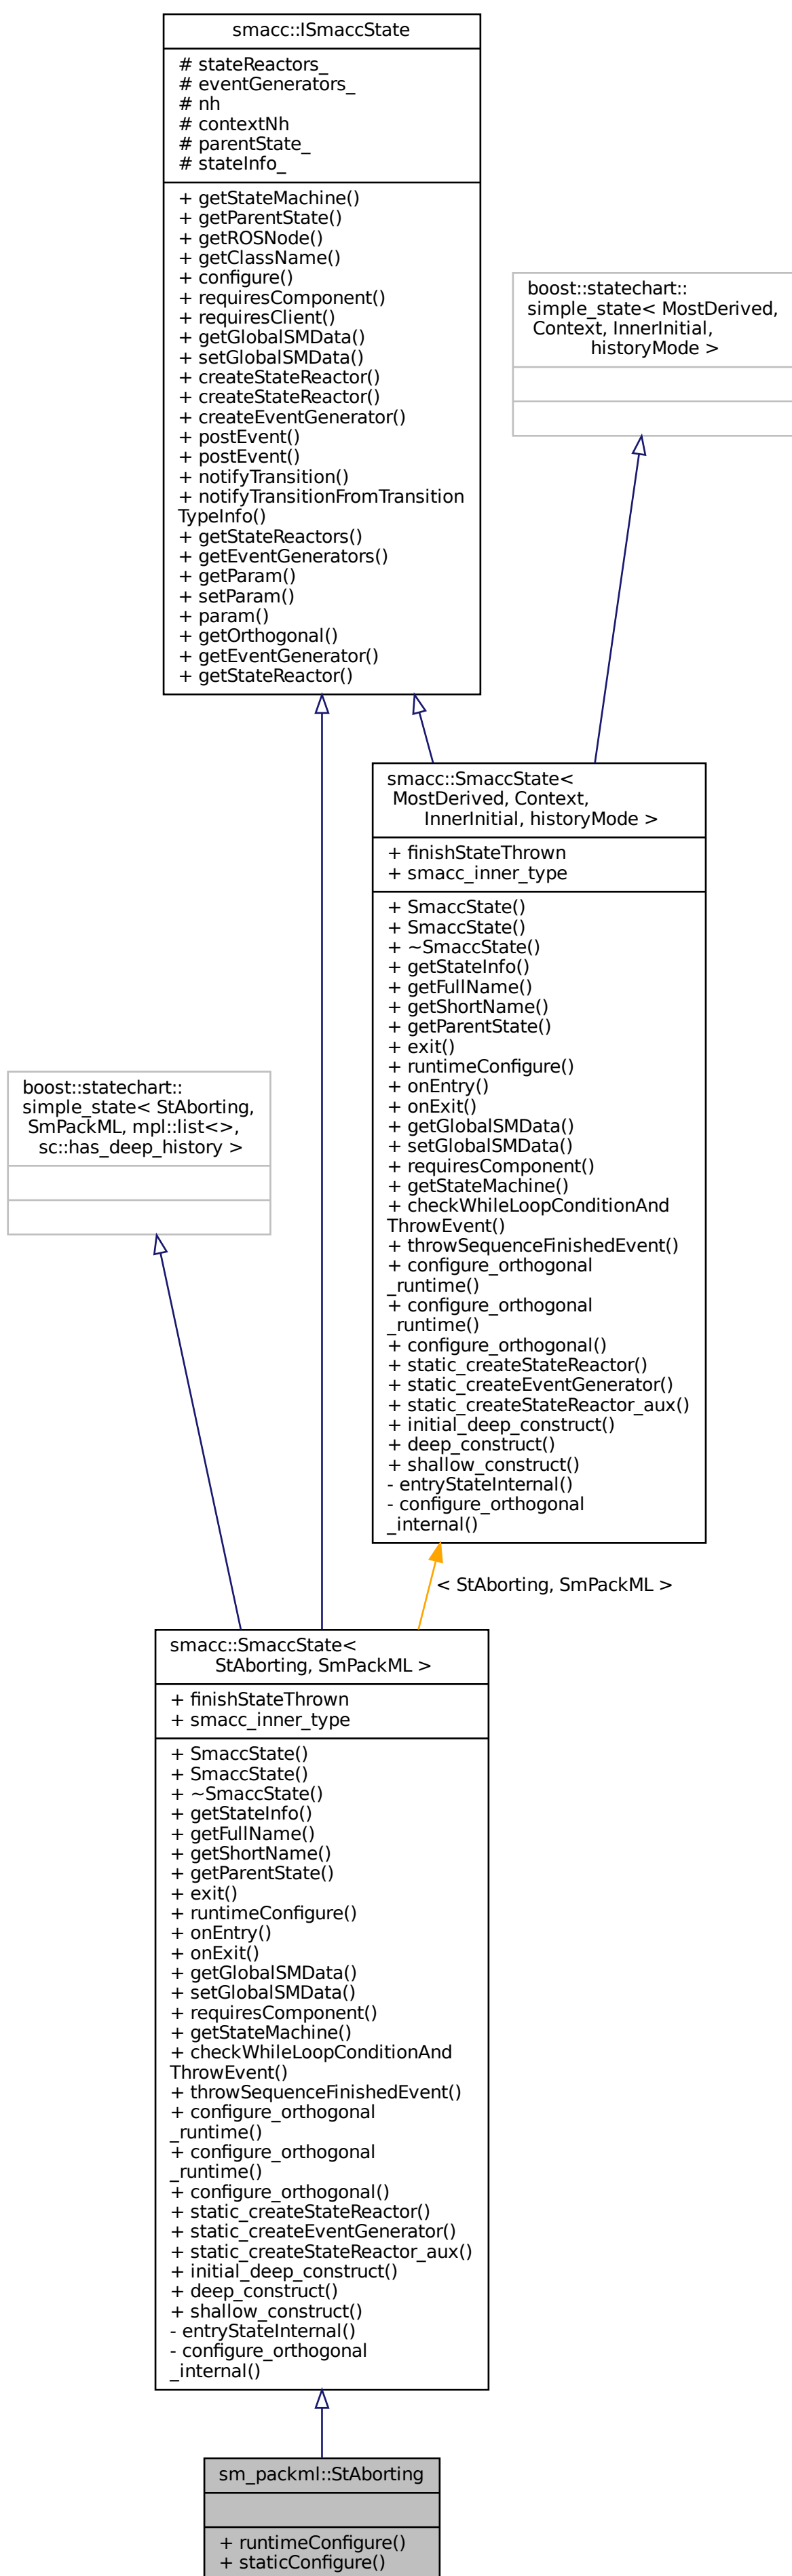 smacc::ISmaccState
# stateReactors_
# eventGenerators_
# nh
# contextNh
# parentState_
# stateInfo_
+ getStateMachine()
+ getParentState()
+ getROSNode()
+ getClassName()
+ configure()
+ requiresComponent()
+ requiresClient()
+ getGlobalSMData()
+ setGlobalSMData()
+ createStateReactor()
+ createStateReactor()
+ createEventGenerator()
+ postEvent()
+ postEvent()
+ notifyTransition()
+ notifyTransitionFromTransition
TypeInfo()
+ getStateReactors()
+ getEventGenerators()
+ getParam()
+ setParam()
+ param()
+ getOrthogonal()
+ getEventGenerator()
+ getStateReactor()
boost::statechart::
simple_state< MostDerived,
Context, InnerInitial,
historyMode >
smacc::SmaccState<
MostDerived, Context,
InnerInitial, historyMode >
+ finishStateThrown
+ smacc_inner_type
+ SmaccState()
+ SmaccState()
+ ~SmaccState()
+ getStateInfo()
+ getFullName()
+ getShortName()
+ getParentState()
+ exit()
+ runtimeConfigure()
+ onEntry()
+ onExit()
+ getGlobalSMData()
+ setGlobalSMData()
+ requiresComponent()
+ getStateMachine()
+ checkWhileLoopConditionAnd
ThrowEvent()
+ throwSequenceFinishedEvent()
+ configure_orthogonal
_runtime()
+ configure_orthogonal
_runtime()
+ configure_orthogonal()
+ static_createStateReactor()
+ static_createEventGenerator()
+ static_createStateReactor_aux()
+ initial_deep_construct()
+ deep_construct()
+ shallow_construct()
- entryStateInternal()
- configure_orthogonal
_internal()
boost::statechart::
simple_state< StAborting,
SmPackML, mpl::list<>,
sc::has_deep_history >
< StAborting, SmPackML >
smacc::SmaccState<
StAborting, SmPackML >
+ finishStateThrown
+ smacc_inner_type
+ SmaccState()
+ SmaccState()
+ ~SmaccState()
+ getStateInfo()
+ getFullName()
+ getShortName()
+ getParentState()
+ exit()
+ runtimeConfigure()
+ onEntry()
+ onExit()
+ getGlobalSMData()
+ setGlobalSMData()
+ requiresComponent()
+ getStateMachine()
+ checkWhileLoopConditionAnd
ThrowEvent()
+ throwSequenceFinishedEvent()
+ configure_orthogonal
_runtime()
+ configure_orthogonal
_runtime()
+ configure_orthogonal()
+ static_createStateReactor()
+ static_createEventGenerator()
+ static_createStateReactor_aux()
+ initial_deep_construct()
+ deep_construct()
+ shallow_construct()
- entryStateInternal()
- configure_orthogonal
_internal()
sm_packml::StAborting
+ runtimeConfigure()
+ staticConfigure()